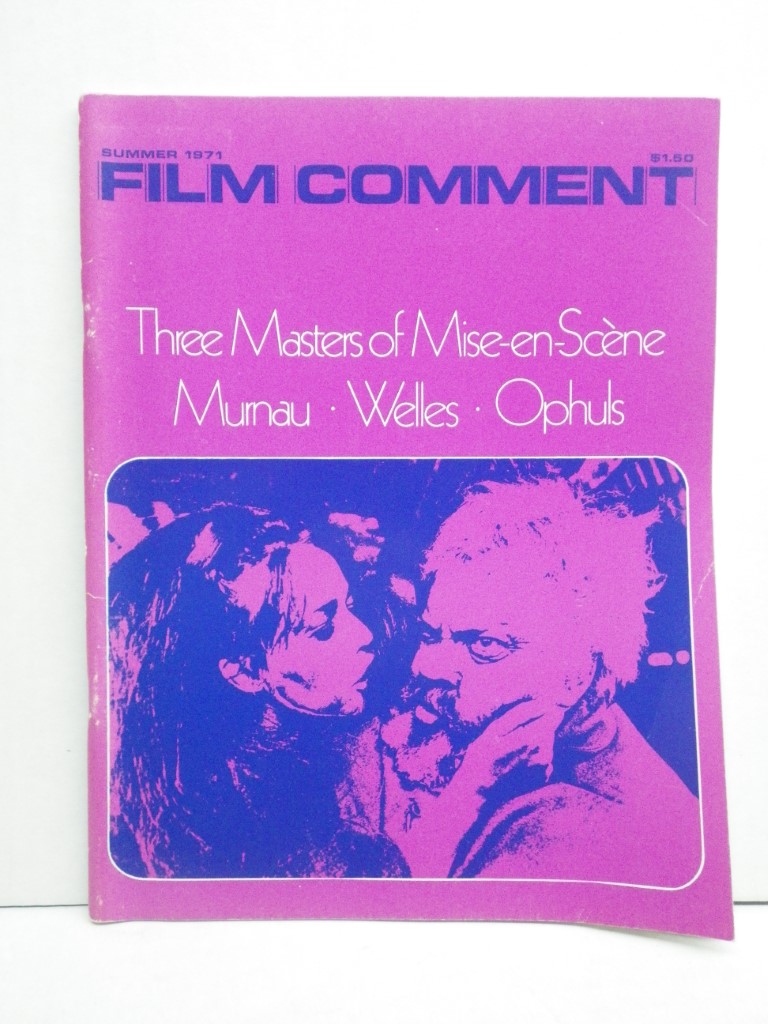 SUMMER 1971 $1.50
FILM COMMENT
Three Masters of Mise-en-Scène
Murnau · Welles · Ophuls